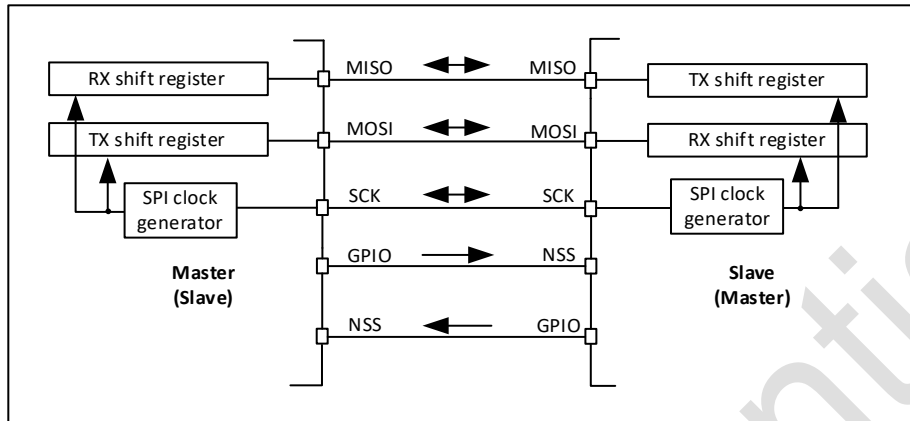 RX shift register
MISO
MISO
TX shift register
TX shift register
MOSI
MOSI
RX shift register
SPI clock
generator
SCK
SCK
SPI clock
generator
Master
(Slave)
GPIO
NSS
Slave
(Master)
NSS
GPIO